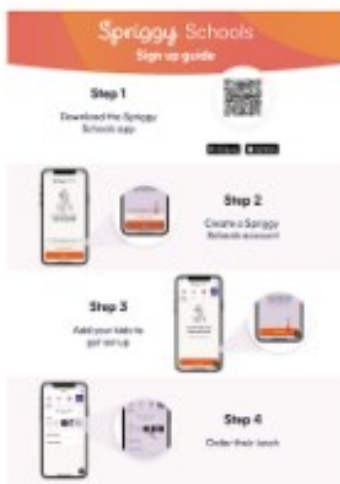 Spriggy Schools
Sign up guide
Step 1
Download the Spriggy
Schools app
Step 2
Create a Spriggy
Schools account
Step 3
Add your kids to
get set up
Step 4
Order their lunch